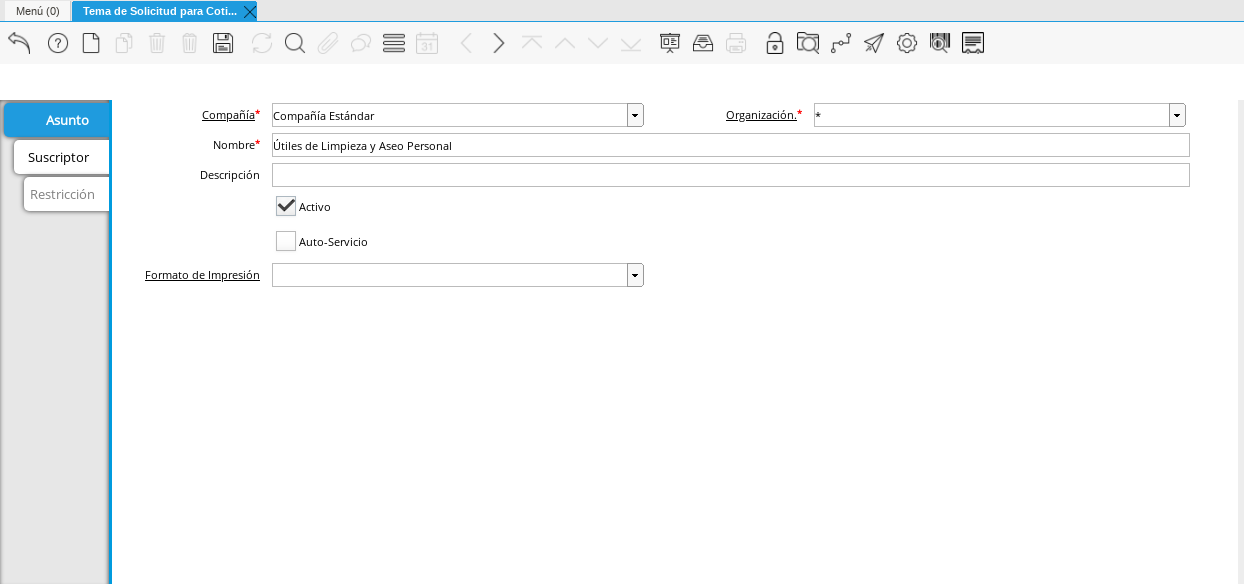 Menú (0)
Tema de Solicitud para Coti...
31
Asunto
Suscriptor
Restricción
Compañía* Compañía Estándar Organización.* *
Nombre* Útiles de Limpieza y Aseo Personal
Descripción
Activo
Auto-Servicio
Formato de Impresión